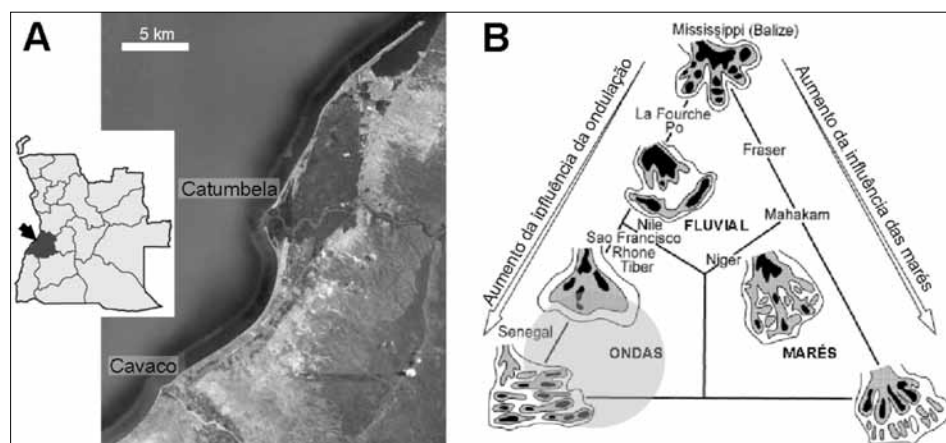 A
5 km
Catumbela
Cavaco
B
Mississippi (Balize)
Aumento da influência da ondulação
Aumento da influência das marés
La Fourche
Po
Fraser
Nile
FLUVIAL
Mahakam
Sao Francisco
Rhone
Tiber
Niger
Senegal
ONDAS
MARÉS